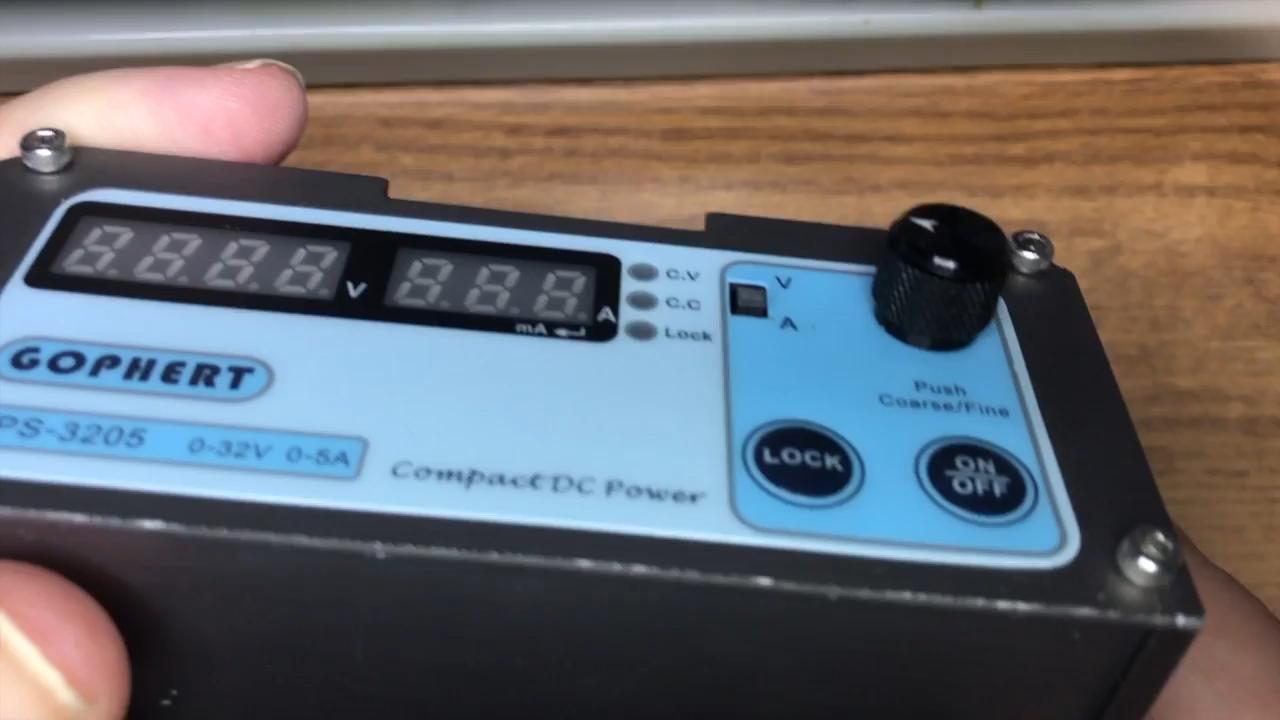 V
A
mA
C.V
C.C
Lock
V
A
GOPHERT
PS-3205 0-32V 0-5A
Compact DC Power
Push
Coarse/Fine
LOCK
ON
OFF